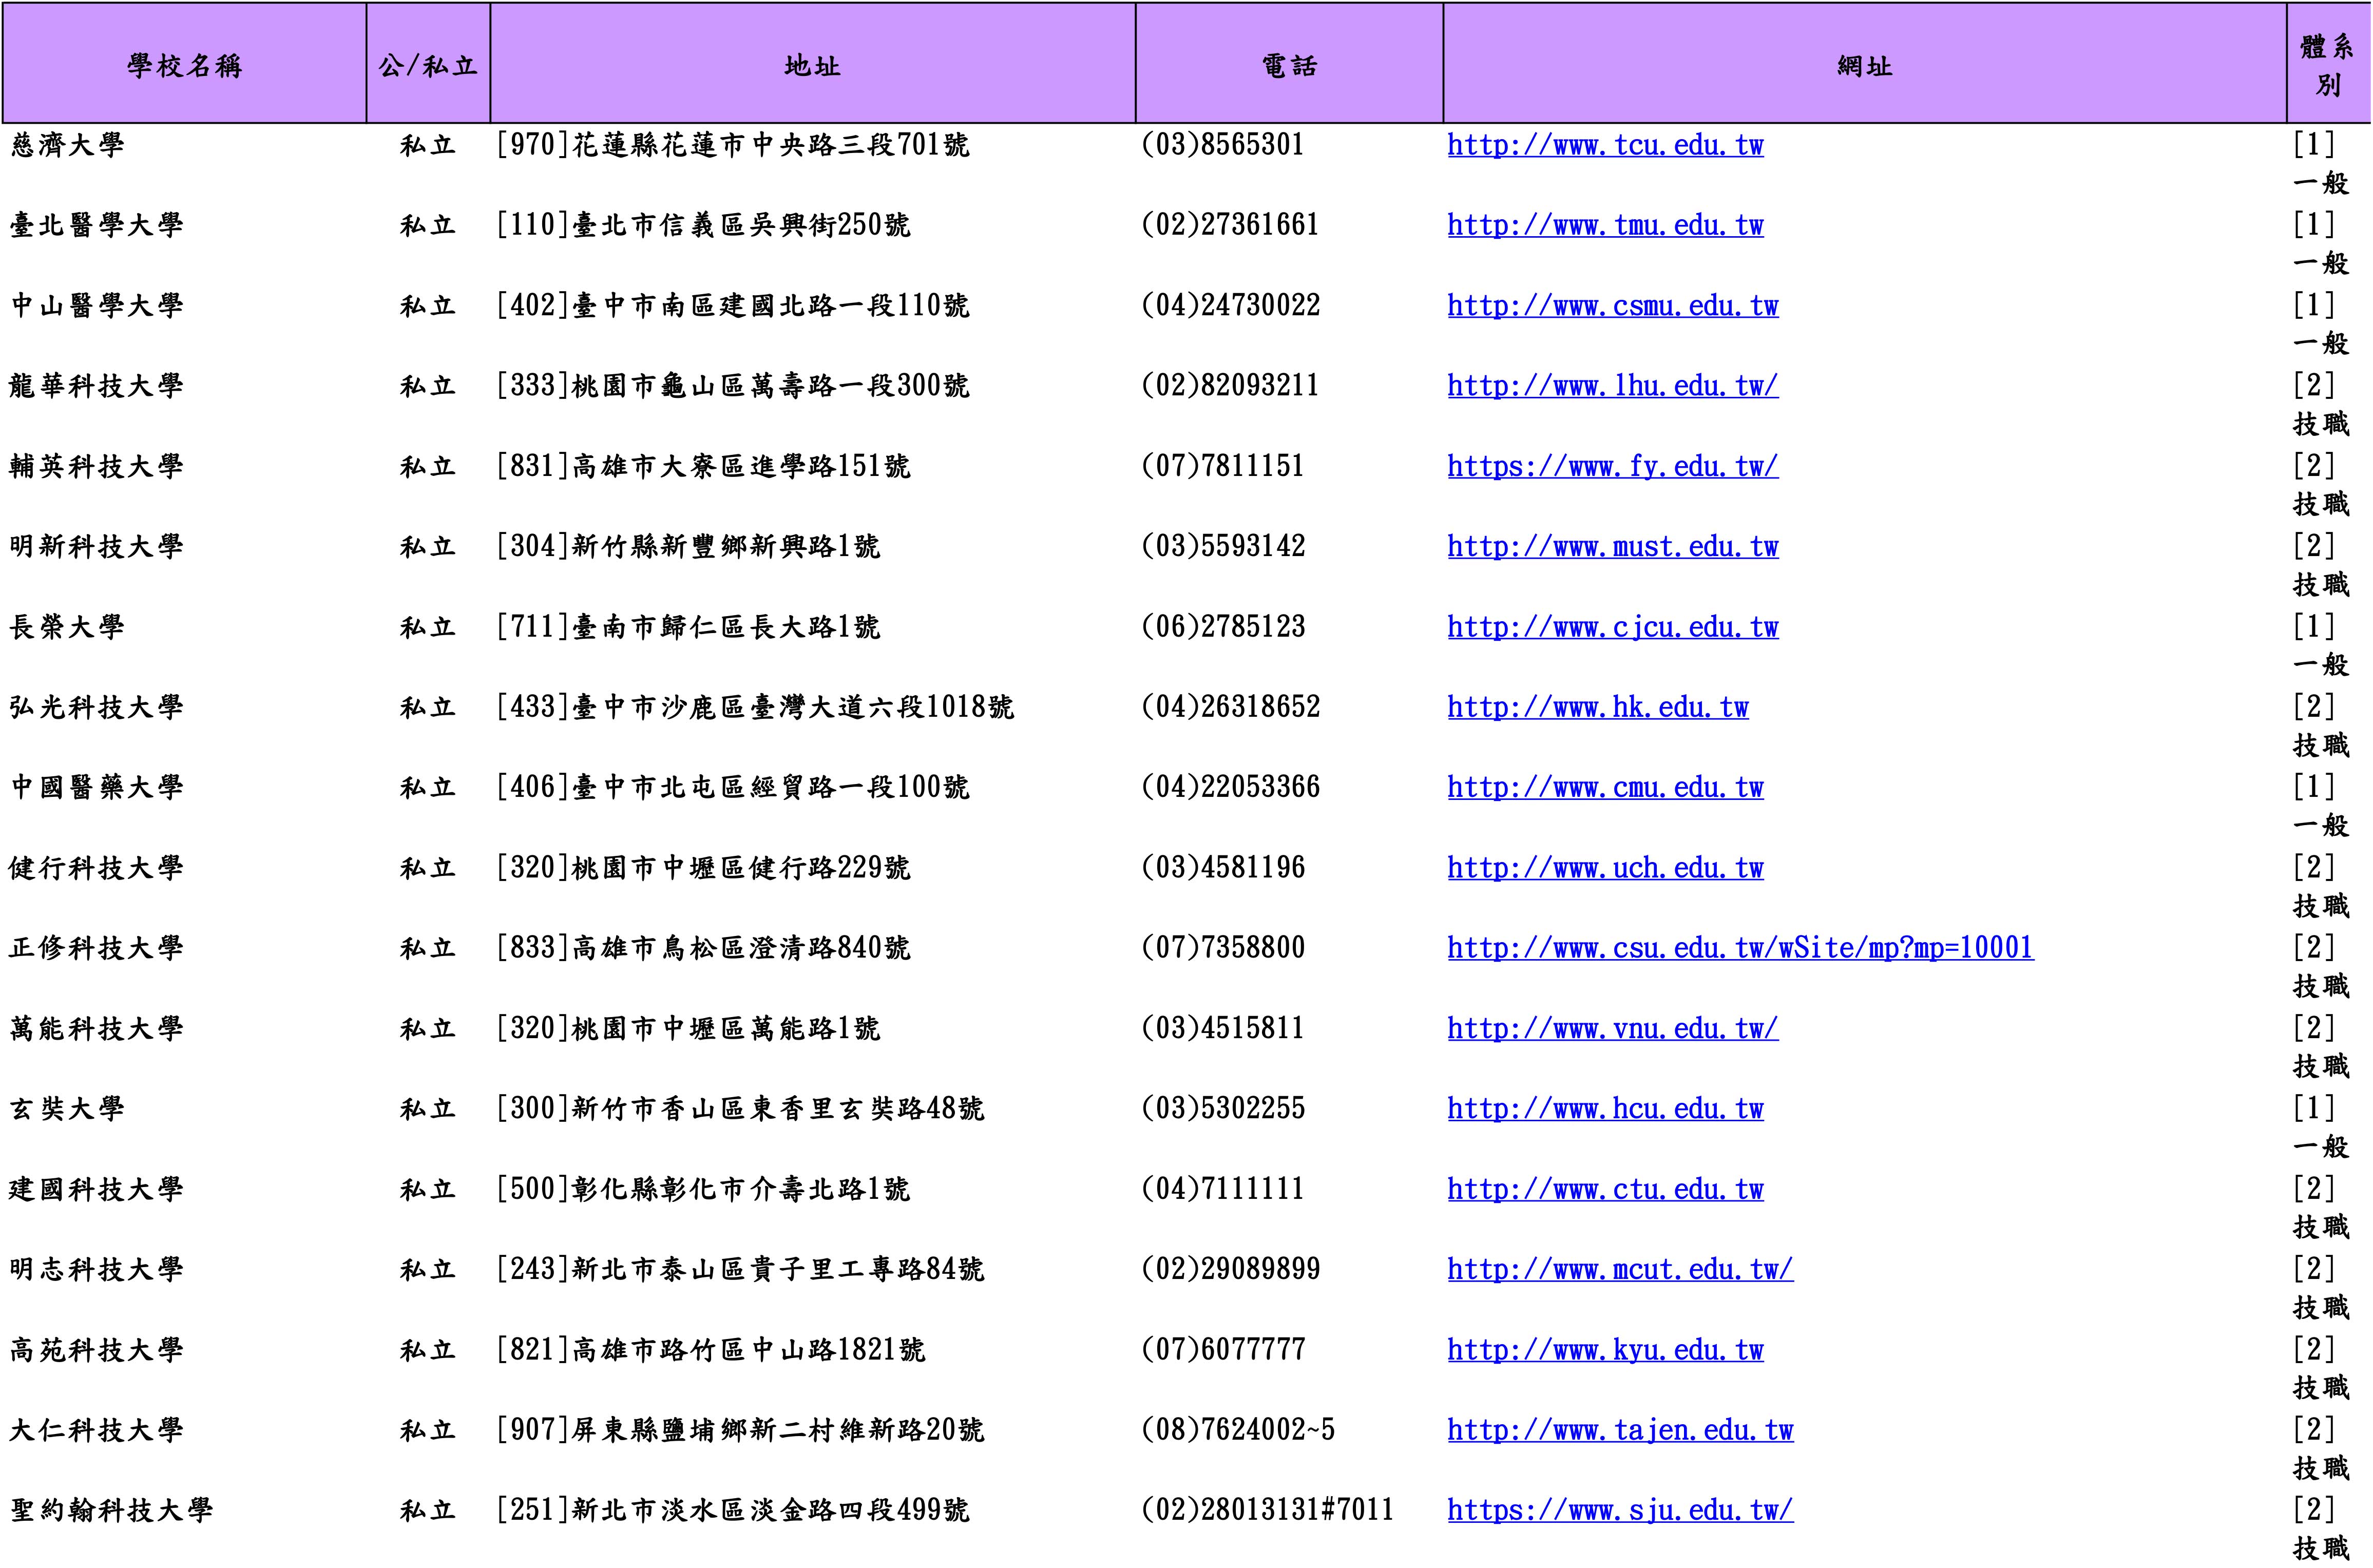 學校名稱 公/私立 地址 電話 網址 體系別
慈濟大學 私立 [970]花蓮縣花蓮市中央路三段701號 (03)8565301 http://www.tcu.edu.tw [1]
一般
臺北醫學大學 私立 [110]臺北市信義區吳興街250號 (02)27361661 http://www.tmu.edu.tw [1]
一般
中山醫學大學 私立 [402]臺中市南區建國北路一段110號 (04)24730022 http://www.csmu.edu.tw [1]
一般
龍華科技大學 私立 [333]桃園市龜山區萬壽路一段300號 (02)82093211 http://www.lhu.edu.tw/ [2]
技職
輔英科技大學 私立 [831]高雄市大寮區進學路151號 (07)7811151 https://www.fy.edu.tw/ [2]
技職
明新科技大學 私立 [304]新竹縣新豐鄉新興路1號 (03)5593142 http://www.must.edu.tw [2]
技職
長榮大學 私立 [711]臺南市歸仁區長大路1號 (06)2785123 http://www.cjcu.edu.tw [1]
一般
弘光科技大學 私立 [433]臺中市沙鹿區臺灣大道六段1018號 (04)26318652 http://www.hk.edu.tw [2]
技職
中國醫藥大學 私立 [406]臺中市北屯區經貿路一段100號 (04)22053366 http://www.cmu.edu.tw [1]
一般
健行科技大學 私立 [320]桃園市中壢區健行路229號 (03)4581196 http://www.uch.edu.tw [2]
技職
正修科技大學 私立 [833]高雄市鳥松區澄清路840號 (07)7358800 http://www.csu.edu.tw/wSite/mp?mp=10001 [2]
技職
萬能科技大學 私立 [320]桃園市中壢區萬能路1號 (03)4515811 http://www.vnu.edu.tw/ [2]
技職
玄奘大學 私立 [300]新竹市香山區東香里玄奘路48號 (03)5302255 http://www.hcu.edu.tw [1]
一般
建國科技大學 私立 [500]彰化縣彰化市介壽北路1號 (04)7111111 http://www.ctu.edu.tw [2]
技職
明志科技大學 私立 [243]新北市泰山區貴子里工專路84號 (02)29089899 http://www.mcut.edu.tw/ [2]
技職
高苑科技大學 私立 [821]高雄市路竹區中山路1821號 (07)6077777 http://www.kyu.edu.tw [2]
技職
大仁科技大學 私立 [907]屏東縣鹽埔鄉新二村維新路20號 (08)7624002~5 http://www.tajen.edu.tw [2]
技職
聖約翰科技大學 私立 [251]新北市淡水區淡金路四段499號 (02)28013131#7011 https://www.sju.edu.tw/ [2]
技職